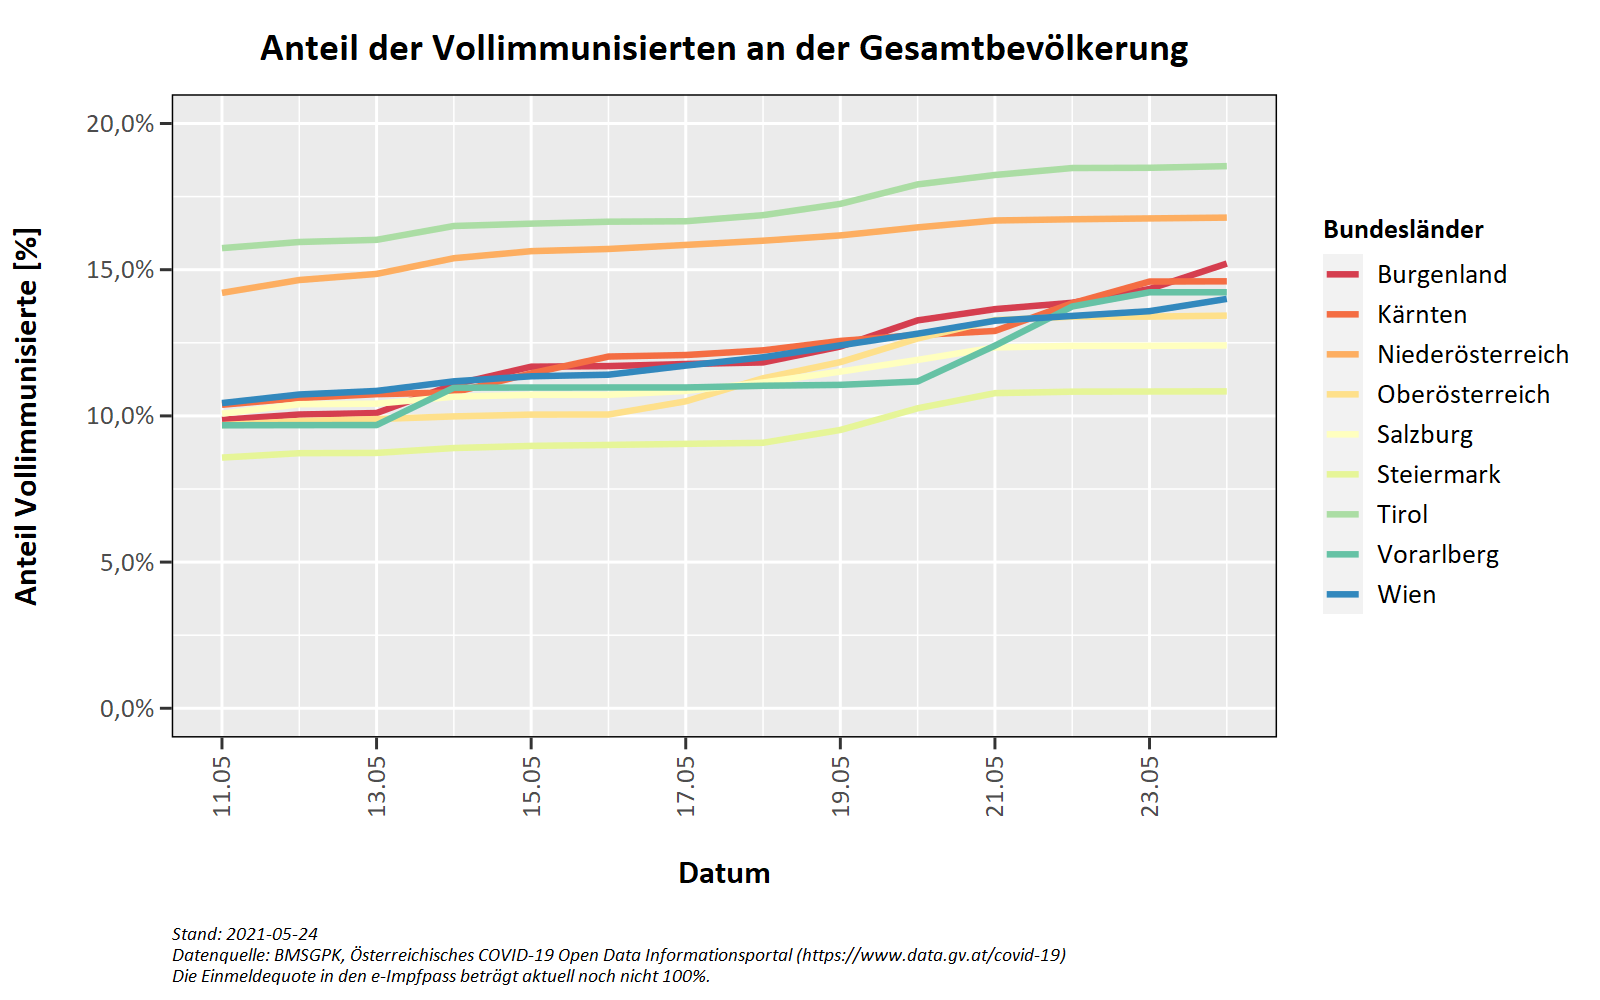 Anteil der Vollimmunisierten an der Gesamtbevölkerung
Anteil Vollimmunisierte [%]
20,0%
15,0%
10,0%
5,0%
0,0%
11.05
13.05
15.05
17.05
19.05
21.05
23.05
Datum
Bundesländer
Burgenland
Kärnten
Niederösterreich
Oberösterreich
Salzburg
Steiermark
Tirol
Vorarlberg
Wien
Stand: 2021-05-24
Datenquelle: BMSGPK, Österreichisches COVID-19 Open Data Informationsportal (https://www.data.gv.at/covid-19)
Die Einmeldequote in den e-Impfpass beträgt aktuell noch nicht 100%.